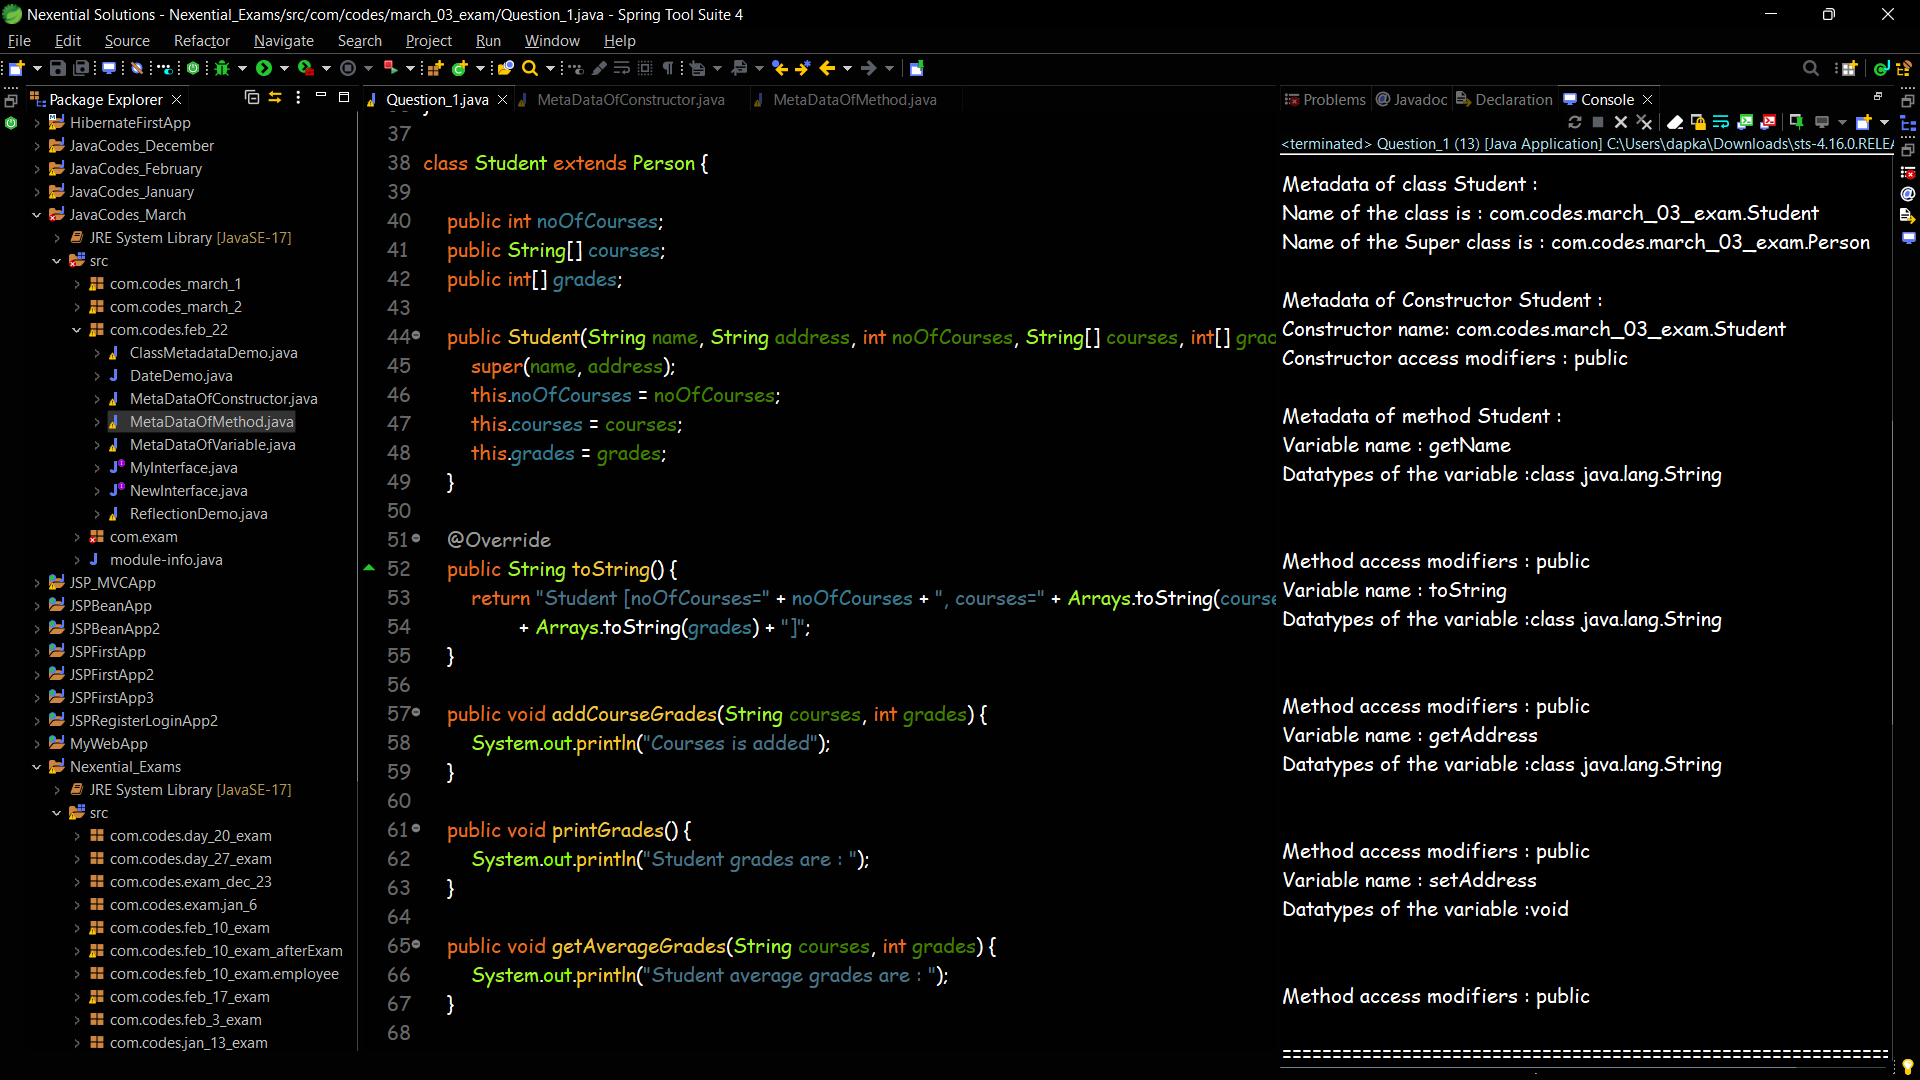 Nexential Solutions - Nexential_Exams/src/com/codes/march_03_exam/Question_1.java - Spring Tool Suite 4
File Edit Source Refactor Navigate Search Project Run Window Help
Package Explorer
HibernateFirstApp
JavaCodes_December
JavaCodes_February
JavaCodes_January
JavaCodes_March
JRE System Library [JavaSE-17]
src
com.codes_march_1
com.codes_march_2
com.codes.feb_22
ClassMetadataDemo.java
DateDemo.java
MetaDataOfConstructor.java
MetaDataOfMethod.java
MetaDataOfVariable.java
MyInterface.java
NewInterface.java
ReflectionDemo.java
com.exam
module-info.java
JSP_MVCApp
JSPBeanApp
JSPBeanApp2
JSPFirstApp
JSPFirstApp2
JSPFirstApp3
JSPRegisterLoginApp2
MyWebApp
Nexential_Exams
JRE System Library [JavaSE-17]
src
com.codes.day_20_exam
com.codes.day_27_exam
com.codes.exam_dec_23
com.codes.exam.jan_6
com.codes.feb_10_exam
com.codes.feb_10_exam_afterExam
com.codes.feb_10_exam.employee
com.codes.feb_17_exam
com.codes.feb_3_exam
com.codes.jan_13_exam
Question_1.java MetaDataOfConstructor.java MetaDataOfMethod.java
37
38 class Student extends Person {
39
40 public int noOfCourses;
41 public String[] courses;
42 public int[] grades;
43
44 public Student(String name, String address, int noOfCourses, String[] courses, int[] grad
45 super(name, address);
46 this.noOfCourses = noOfCourses;
47 this.courses = courses;
48 this.grades = grades;
49 }
50
51 @Override
52 public String toString() {
53 return "Student [noOfCourses=" + noOfCourses + ", courses=" + Arrays.toString(course
54 + Arrays.toString(grades) + "]";
55 }
56
57 public void addCourseGrades(String courses, int grades) {
58 System.out.println("Courses is added");
59 }
60
61 public void printGrades() {
62 System.out.println("Student grades are : ");
63 }
64
65 public void getAverageGrades(String courses, int grades) {
66 System.out.println("Student average grades are : ");
67 }
68
Problems Javadoc Declaration Console
<terminated> Question_1 (13) [Java Application] C:\Users\dapka\Downloads\sts-4.16.0.RELEA
Metadata of class Student :
Name of the class is : com.codes.march_03_exam.Student
Name of the Super class is : com.codes.march_03_exam.Person
Metadata of Constructor Student :
Constructor name: com.codes.march_03_exam.Student
Constructor access modifiers : public
Metadata of method Student :
Variable name : getName
Datatypes of the variable :class java.lang.String
Method access modifiers : public
Variable name : toString
Datatypes of the variable :class java.lang.String
Method access modifiers : public
Variable name : getAddress
Datatypes of the variable :class java.lang.String
Method access modifiers : public
Variable name : setAddress
Datatypes of the variable :void
Method access modifiers : public
=============================================================